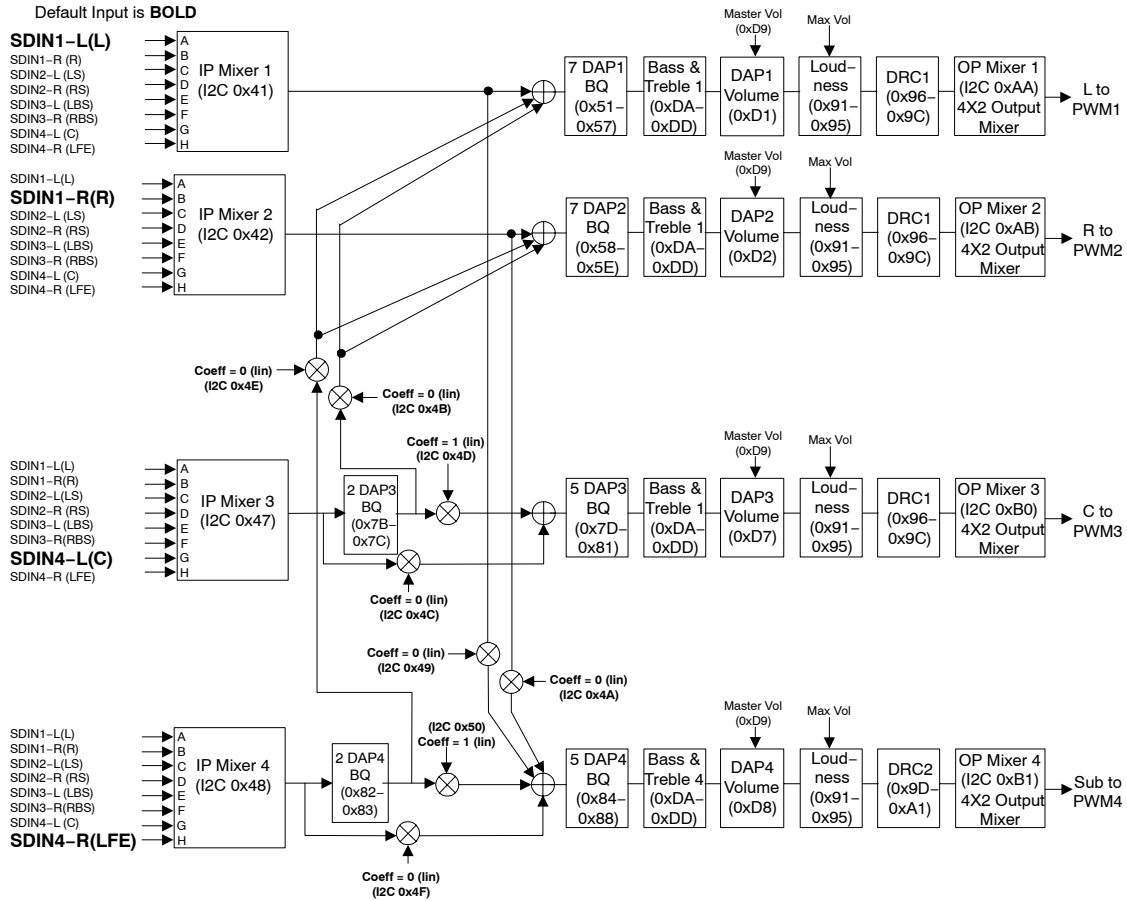 Default Input is BOLD
SDIN1-L(L)
SDIN1-R (R)
SDIN2-L (LS)
SDIN2-R (RS)
SDIN3-L (LBS)
SDIN3-R (RBS)
SDIN4-L (C)
SDIN4-R (LFE)
A
B
C
D
E
F
G
H
IP Mixer 1
(I2C 0x41)
7 DAP1
BQ
(0x51-
0x57)
Bass &
Treble 1
(0xDA-
0xDD)
Master Vol
(0xD9)
DAP1
Volume
(0xD1)
Max Vol
Loud-
ness
(0x91-
0x95)
DRC1
(0x96-
0x9C)
OP Mixer 1
(I2C 0xAA)
4X2 Output
Mixer
L to
PWM1
SDIN1-L(L)
SDIN1-R(R)
SDIN2-L (LS)
SDIN2-R (RS)
SDIN3-L (LBS)
SDIN3-R (RBS)
SDIN4-L (C)
SDIN4-R (LFE)
A
B
C
D
E
F
G
H
IP Mixer 2
(I2C 0x42)
7 DAP2
BQ
(0x58-
0x5E)
Bass &
Treble 1
(0xDA-
0xDD)
Master Vol
(0xD9)
DAP2
Volume
(0xD2)
Max Vol
Loud-
ness
(0x91-
0x95)
DRC1
(0x96-
0x9C)
OP Mixer 2
(I2C 0xAB)
4X2 Output
Mixer
R to
PWM2
Coeff = 0 (lin)
(I2C 0x4E)
Coeff = 0 (lin)
(I2C 0x4B)
Coeff = 1 (lin)
(I2C 0x4D)
SDIN1-L(L)
SDIN1-R(R)
SDIN2-L(LS)
SDIN2-R (RS)
SDIN3-L (LBS)
SDIN3-R(RBS)
SDIN4-L(C)
SDIN4-R (LFE)
A
B
C
D
E
F
G
H
IP Mixer 3
(I2C 0x47)
2 DAP3
BQ
(0x7B-
0x7C)
Coeff = 0 (lin)
(I2C 0x4C)
5 DAP3
BQ
(0x7D-
0x81)
Bass &
Treble 1
(0xDA-
0xDD)
Master Vol
(0xD9)
DAP3
Volume
(0xD7)
Max Vol
Loud-
ness
(0x91-
0x95)
DRC1
(0x96-
0x9C)
OP Mixer 3
(I2C 0xB0)
4X2 Output
Mixer
C to
PWM3
Coeff = 0 (lin)
(I2C 0x49)
Coeff = 0 (lin)
(I2C 0x4A)
SDIN1-L(L)
SDIN1-R(R)
SDIN2-L(LS)
SDIN2-R (RS)
SDIN3-L (LBS)
SDIN3-R(RBS)
SDIN4-L (C)
SDIN4-R(LFE)
A
B
C
D
E
F
G
H
IP Mixer 4
(I2C 0x48)
2 DAP4
BQ
(0x82-
0x83)
(I2C 0x50)
Coeff = 1 (lin)
Coeff = 0 (lin)
(I2C 0x4F)
5 DAP4
BQ
(0x84-
0x88)
Bass &
Treble 4
(0xDA-
0xDD)
Master Vol
(0xD9)
DAP4
Volume
(0xD8)
Max Vol
Loud-
ness
(0x91-
0x95)
DRC2
(0x9D-
0xA1)
OP Mixer 4
(I2C 0xB1)
4X2 Output
Mixer
Sub to
PWM4